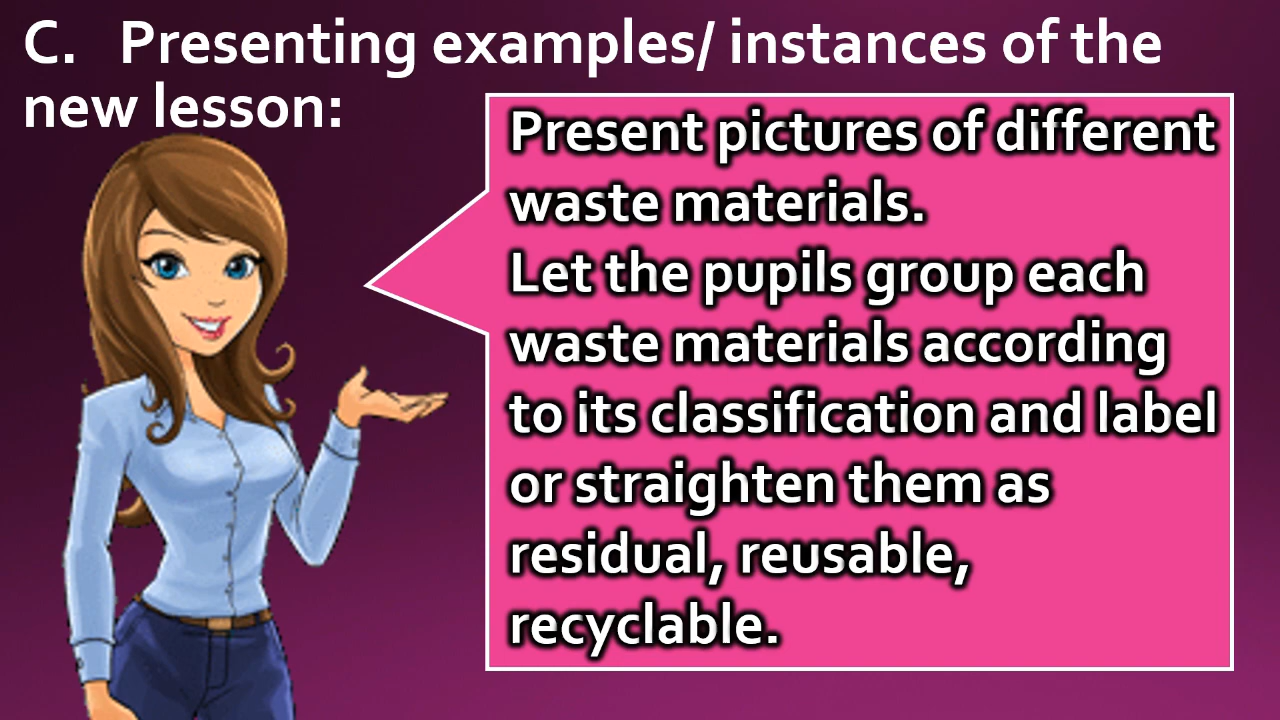 C. Presenting examples/ instances of the
new lesson:
Present pictures of different
waste materials.
Let the pupils group each
waste materials according
to its classification and label
or straighten them as
residual, reusable,
recyclable.